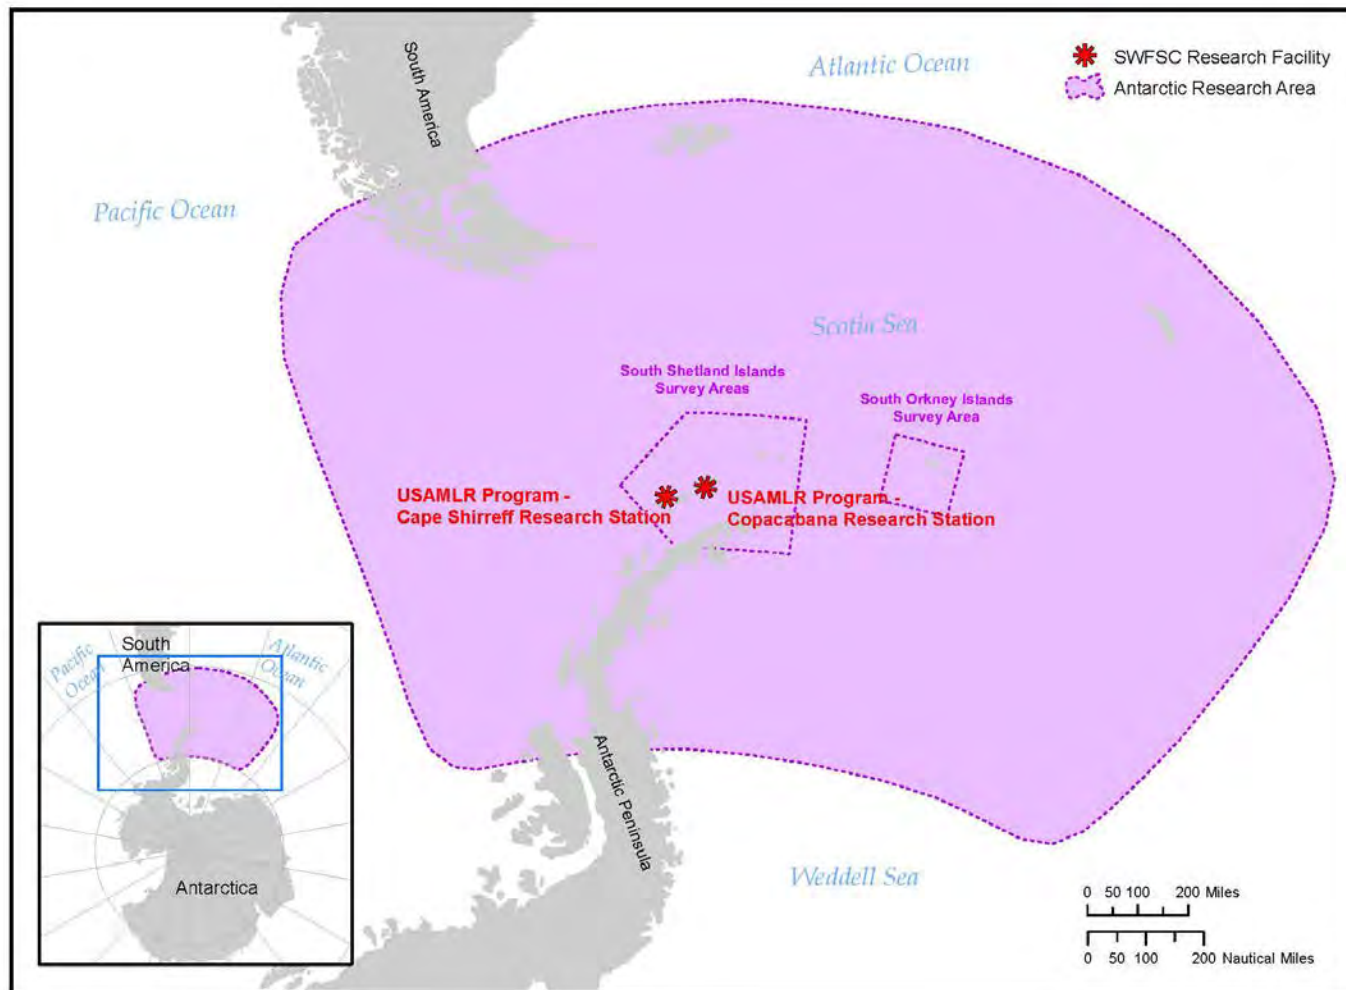 South America
Atlantic Ocean
SWFSC Research Facility
Antarctic Research Area
Pacific Ocean
Scotia Sea
South Shetland Islands
Survey Areas
South Orkney Islands
Survey Area
USAMLR Program -
Cape Shirreff Research Station
USAMLR Program -
Copacabana Research Station
Antarctic Peninsula
Weddell Sea
South
America
Pacific
Ocean
Atlantic
Ocean
Antarctica
0 50 100 200 Miles
0 50 100 200 Nautical Miles